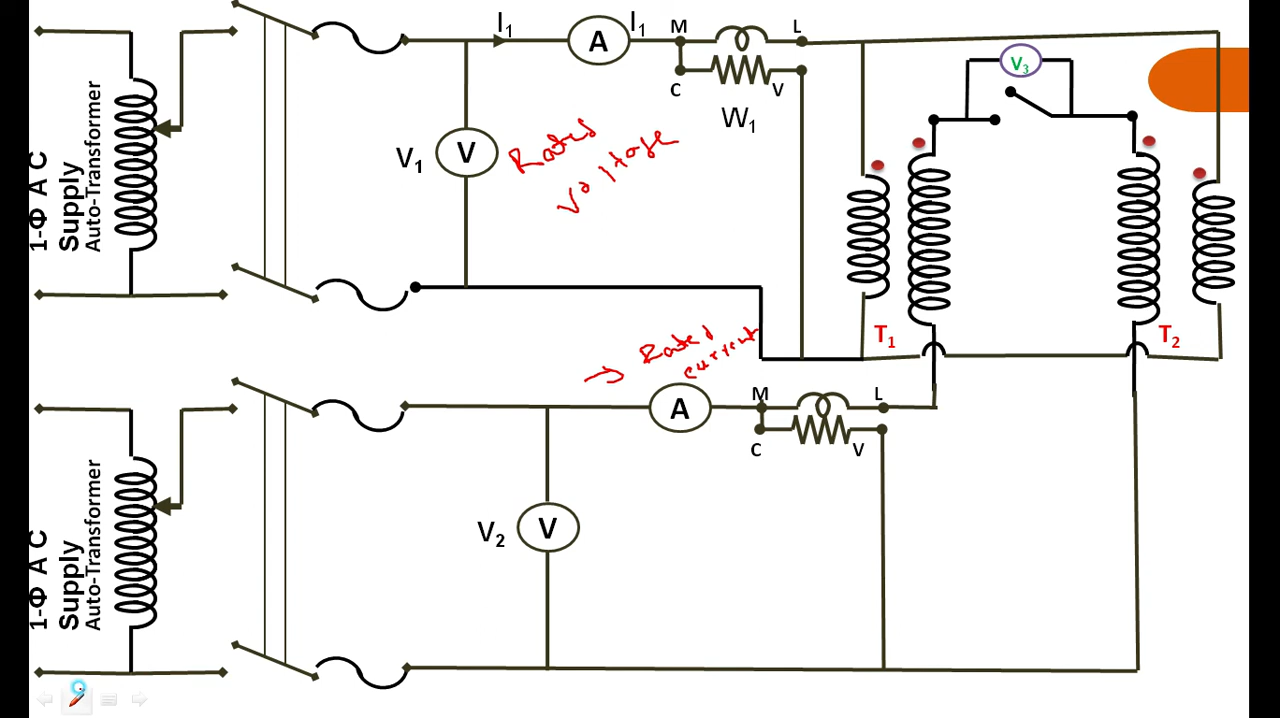 1-Φ A C
Supply
Auto-Transformer
I1
A
I1
M
L
C
V
W1
V1
V
Rated
Voltage
V3
T1
T2
1-Φ A C
Supply
Auto-Transformer
→ Rated
current
A
M
L
C
V
V2
V